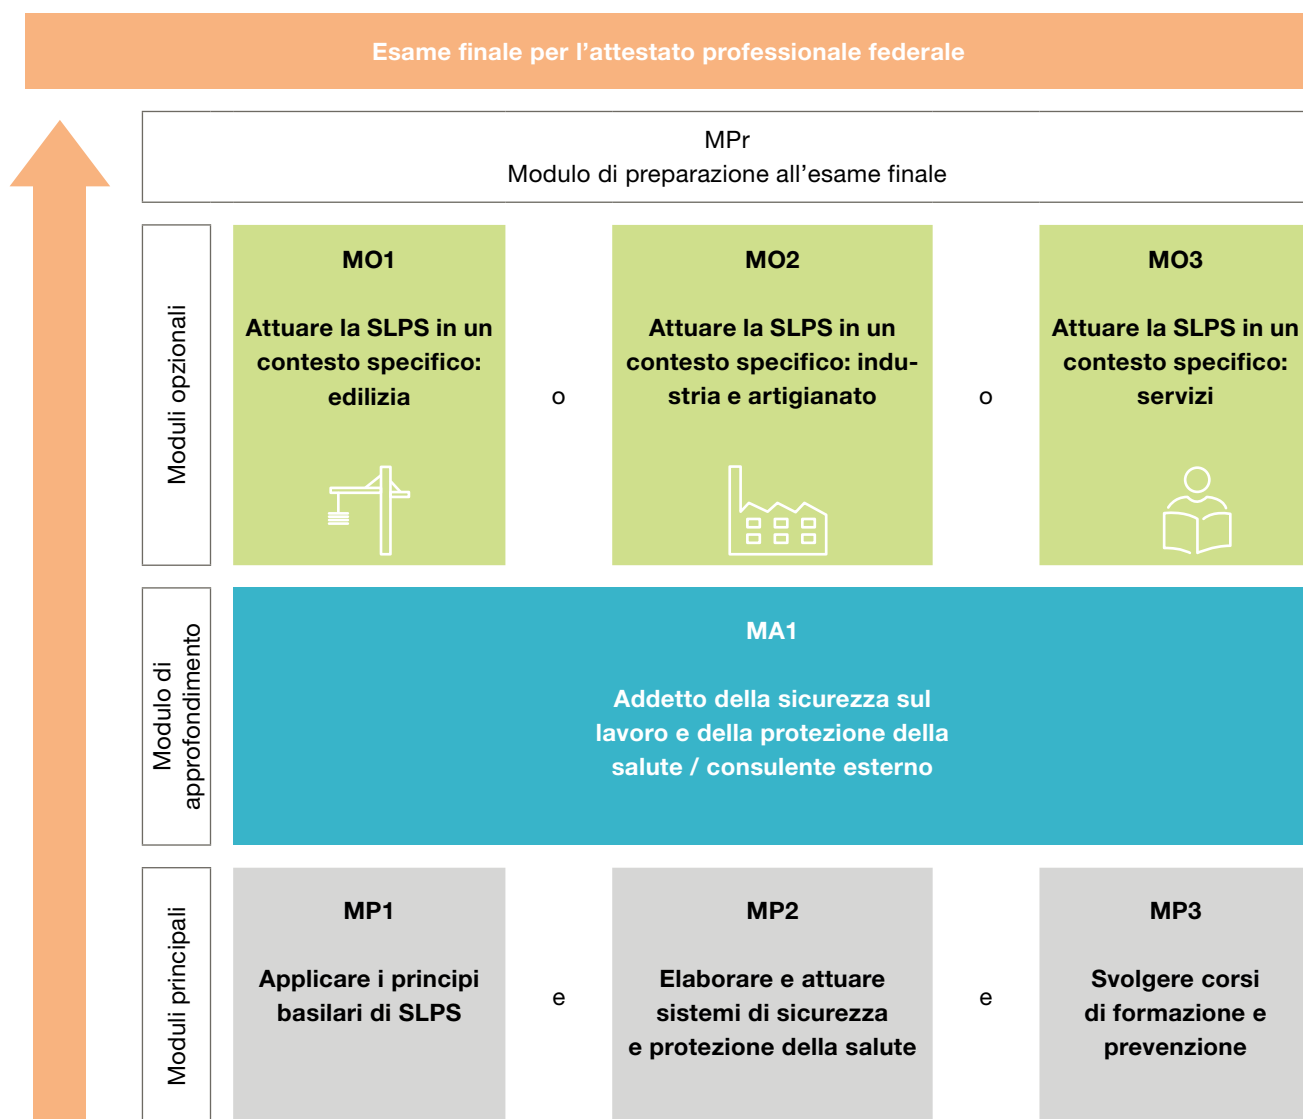 Esame finale per l'attestato professionale federale
MPr
Modulo di preparazione all'esame finale
Moduli opzionali
MO1
Attuare la SLPS in un
contesto specifico:
edilizia
o
MO2
Attuare la SLPS in un
contesto specifico: indu-
stria e artigianato
o
MO3
Attuare la SLPS in un
contesto specifico:
servizi
Modulo di
approfondimento
MA1
Addetto della sicurezza sul
lavoro e della protezione della
salute / consulente esterno
Moduli principali
MP1
Applicare i principi
basilari di SLPS
e
MP2
Elaborare e attuare
sistemi di sicurezza
e protezione della salute
e
MP3
Svolgere corsi
di formazione e
prevenzione